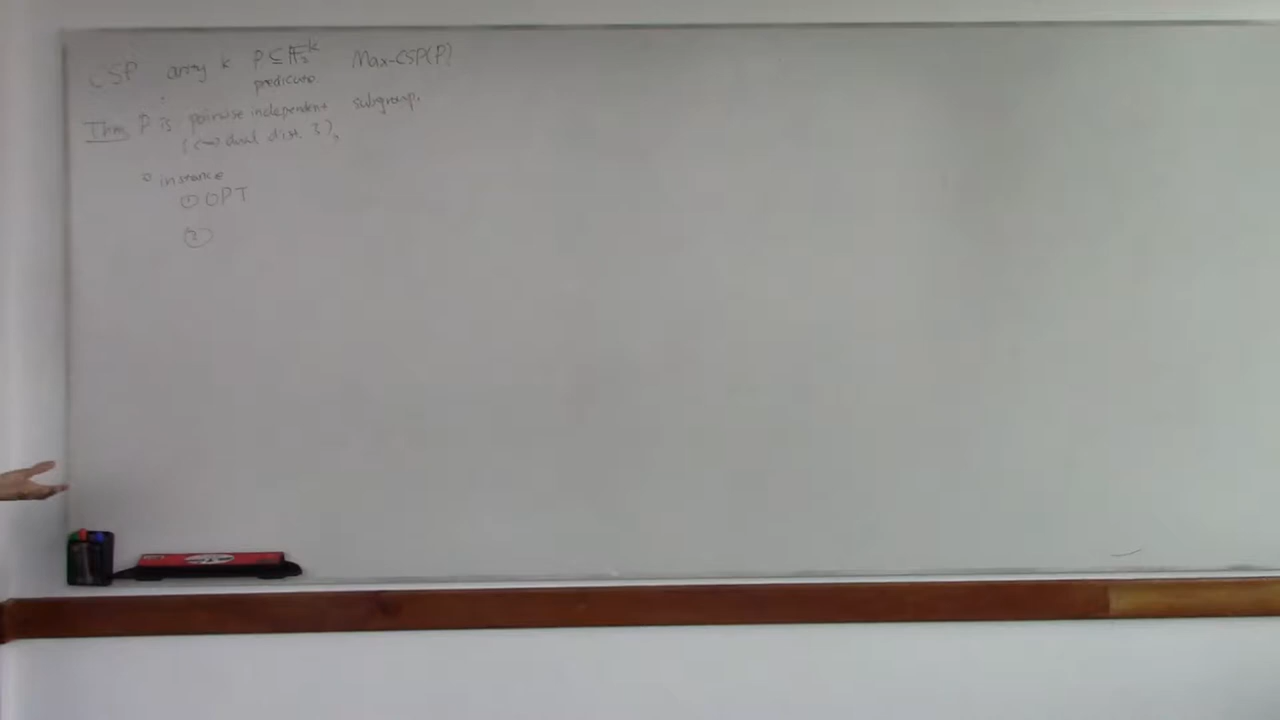 CSP arity k P ⊆ F₂ᵏ Max-CSP(P)
predicate
Thm P is pairwise independent subgroup.
(⟺ dual dist. 3),
∃ instance
① OPT
②